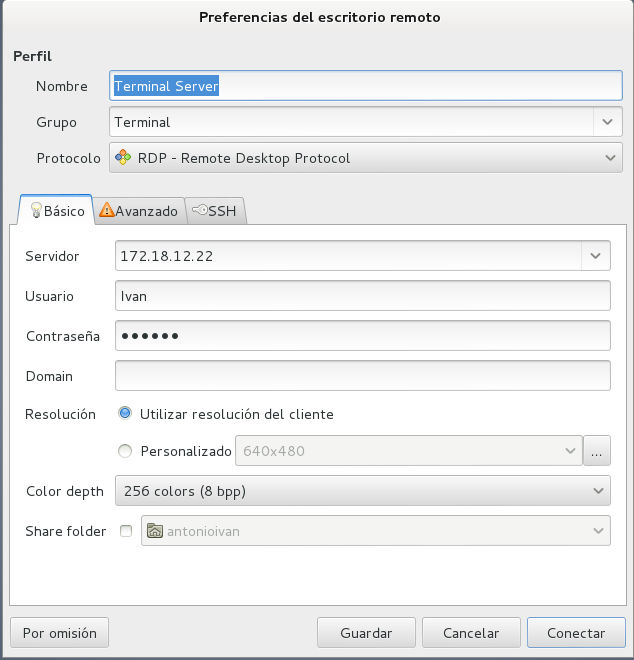 Preferencias del escritorio remoto
Perfil
Nombre Terminal Server
Grupo Terminal
Protocolo RDP - Remote Desktop Protocol
Básico Avanzado SSH
Servidor 172.18.12.22
Usuario Ivan
Contraseña ●●●●●●
Domain
Resolución Utilizar resolución del cliente
Personalizado 640x480 ...
Color depth 256 colors (8 bpp)
Share folder antonioivan
Por omisión Guardar Cancelar Conectar